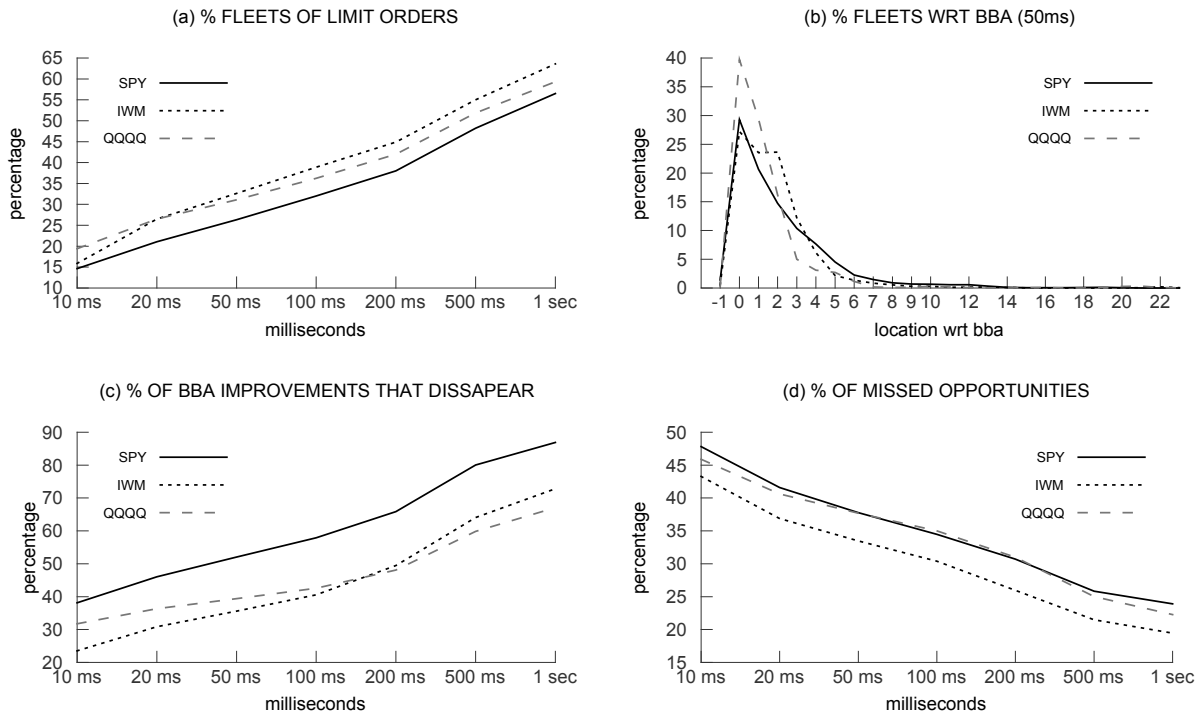 (a) % FLEETS OF LIMIT ORDERS
percentage
65
60
55
50
45
40
35
30
25
20
15
10
SPY
IWM
QQQQ
10 ms 20 ms 50 ms 100 ms 200 ms 500 ms 1 sec
milliseconds
(b) % FLEETS WRT BBA (50ms)
percentage
40
35
30
25
20
15
10
5
0
SPY
IWM
QQQQ
-1 0 1 2 3 4 5 6 7 8 9 10 12 14 16 18 20 22
location wrt bba
(c) % OF BBA IMPROVEMENTS THAT DISSAPEAR
percentage
90
80
70
60
50
40
30
20
SPY
IWM
QQQQ
10 ms 20 ms 50 ms 100 ms 200 ms 500 ms 1 sec
milliseconds
(d) % OF MISSED OPPORTUNITIES
percentage
50
45
40
35
30
25
20
15
SPY
IWM
QQQQ
10 ms 20 ms 50 ms 100 ms 200 ms 500 ms 1 sec
milliseconds